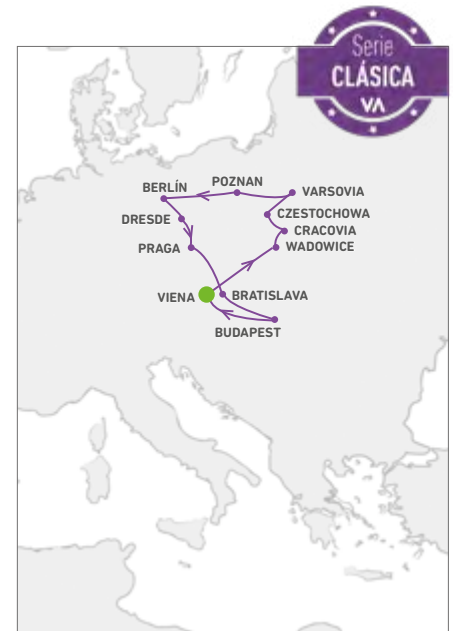 Serie
CLÁSICA
VA
POZNAN
BERLÍN
VARSOVIA
DRESDE
CZESTOCHOWA
CRACOVIA
PRAGA
WADOWICE
VIENA
BRATISLAVA
BUDAPEST